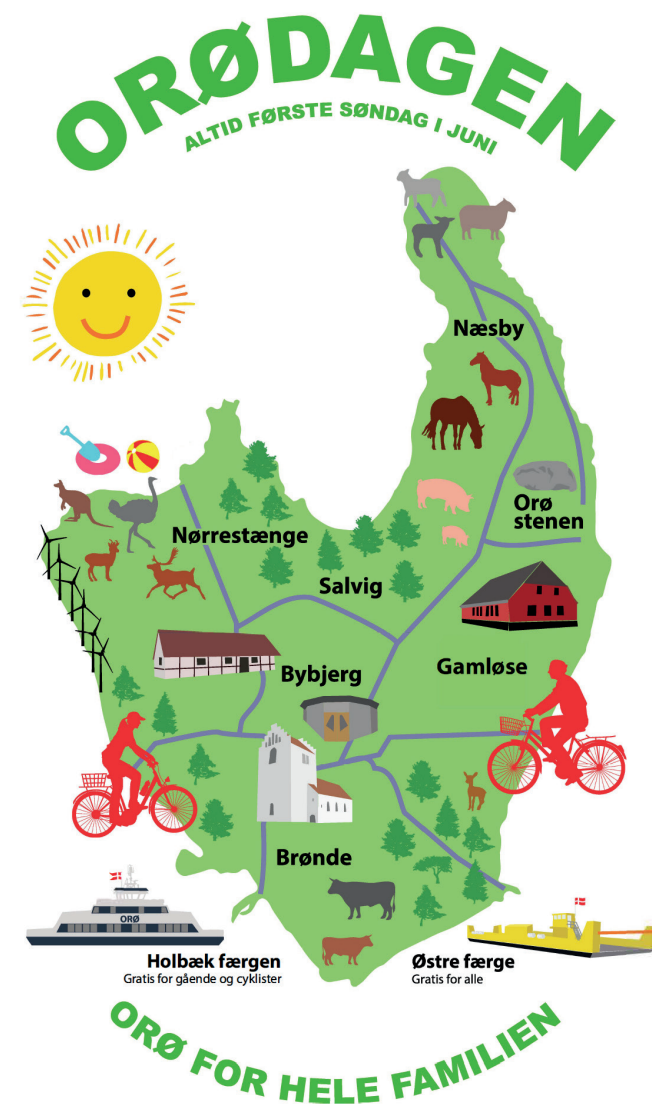 ORØDAGEN
ALTID FØRSTE SØNDAG I JUNI
Næsby
Orø
stenen
Nørrestænge
Salvig
Bybjerg
Gamløse
Brønde
ORØ
Holbæk færgen
Gratis for gående og cyklister
Østre færge
Gratis for alle
ORØ FOR HELE FAMILIEN